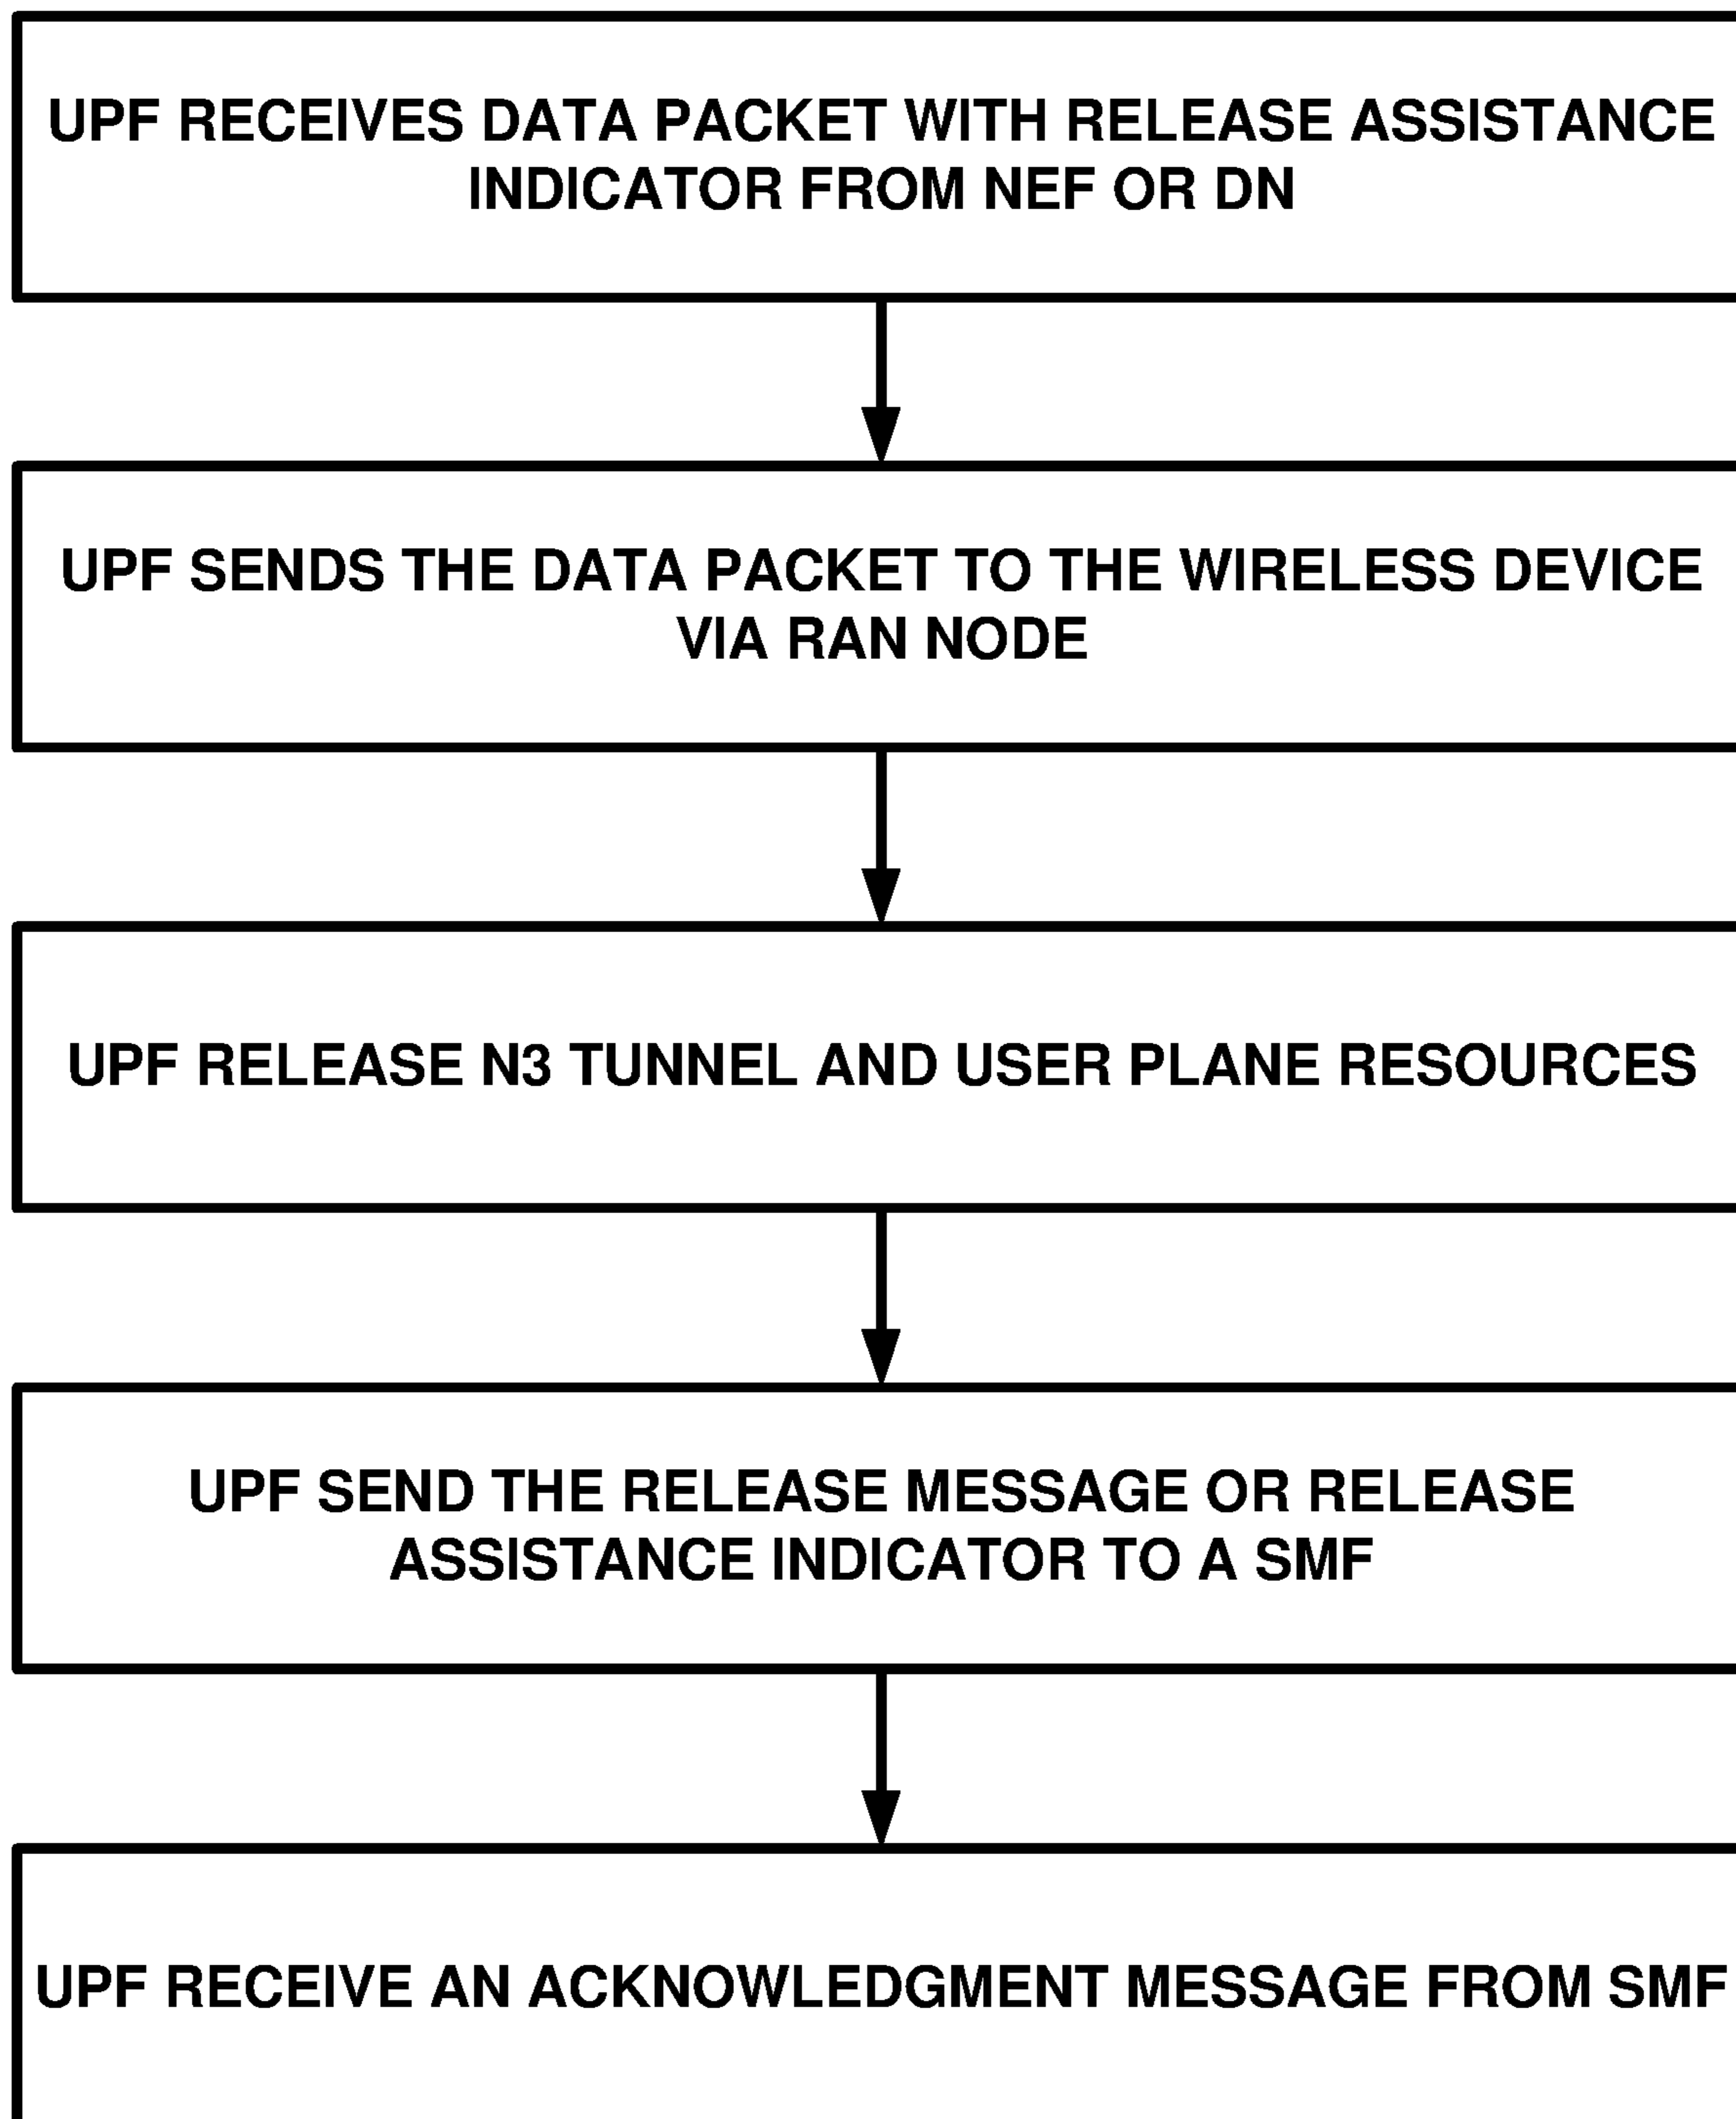 UPF RECEIVES DATA PACKET WITH RELEASE ASSISTANCE
INDICATOR FROM NEF OR DN
UPF SENDS THE DATA PACKET TO THE WIRELESS DEVICE
VIA RAN NODE
UPF RELEASE N3 TUNNEL AND USER PLANE RESOURCES
UPF SEND THE RELEASE MESSAGE OR RELEASE
ASSISTANCE INDICATOR TO A SMF
UPF RECEIVE AN ACKNOWLEDGMENT MESSAGE FROM SMF